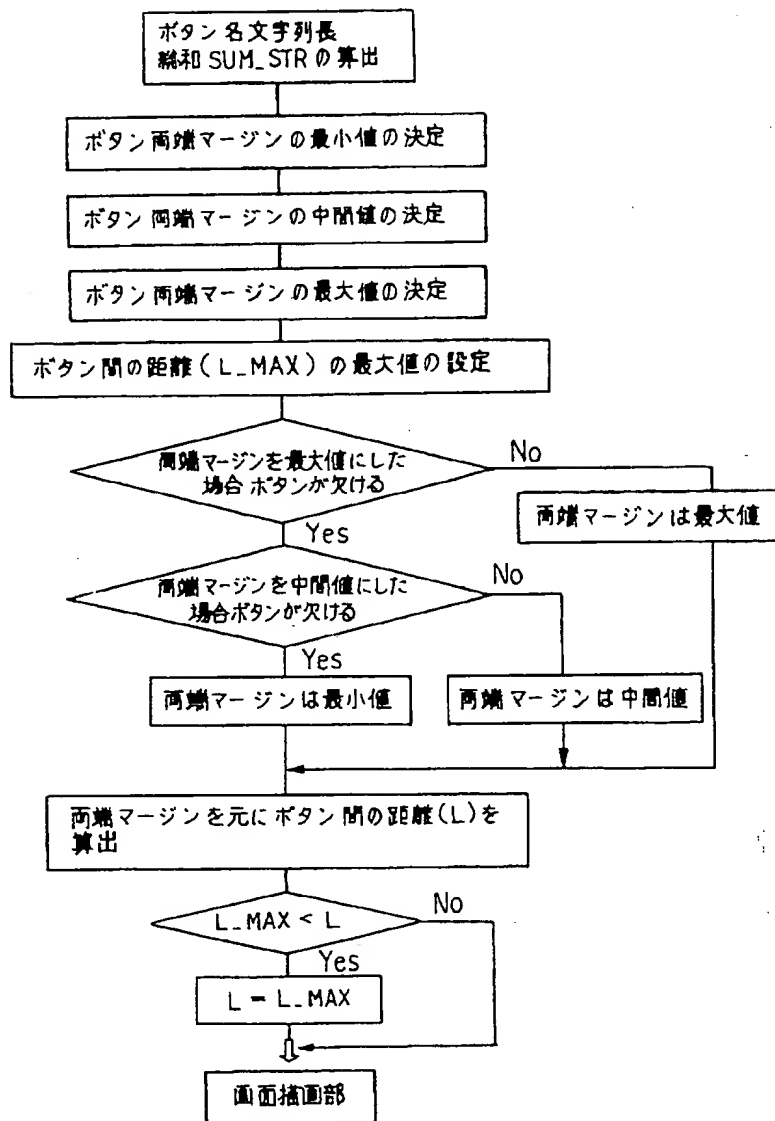 ボタン名文字列長
総和SUM_STRの算出
ボタン両端マージンの最小値の決定
ボタン両端マージンの中間値の決定
ボタン両端マージンの最大値の決定
ボタン間の距離(L_MAX)の最大値の設定
両端マージンを最大値にした
場合ボタンが欠ける
No
両端マージンは最大値
Yes
両端マージンを中間値にした
場合ボタンが欠ける
No
Yes
両端マージンは最小値
両端マージンは中間値
両端マージンを元にボタン間の距離(L)を
算出
L_MAX < L
No
Yes
L = L_MAX
画面描画部